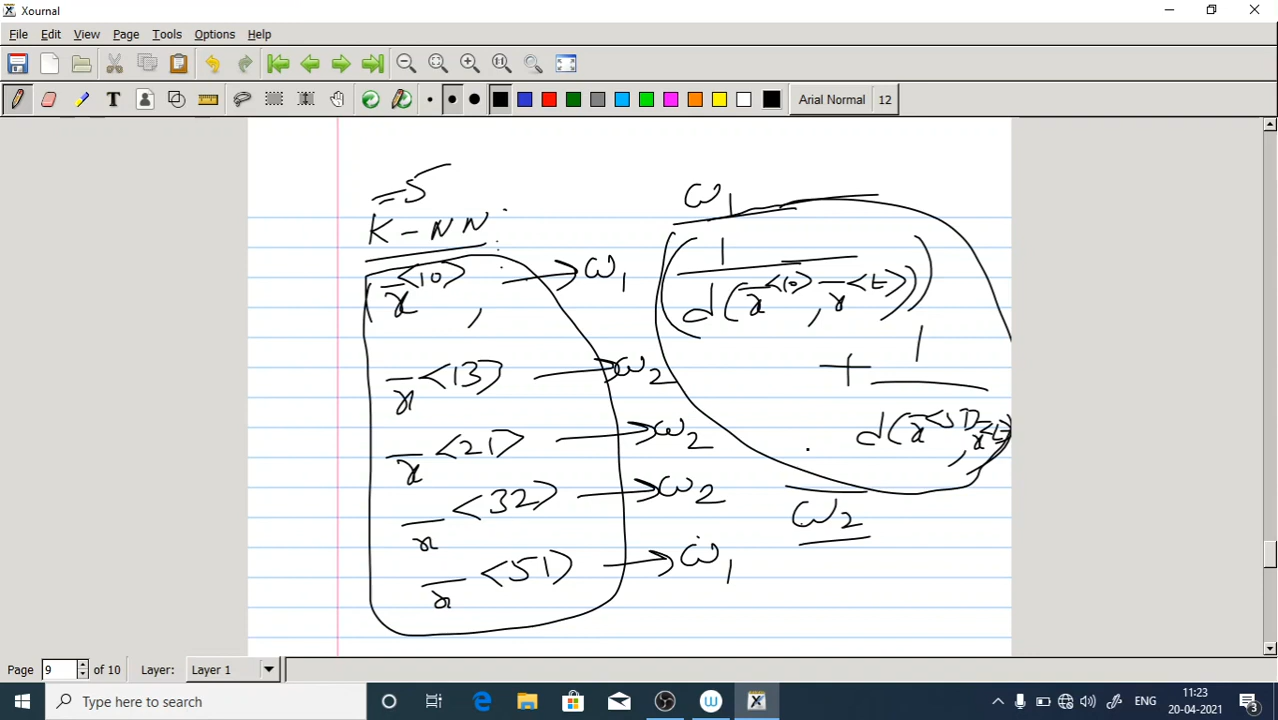 Xournal
File Edit View Page Tools Options Help
Arial Normal 12
=5
K-NN:
(x̄<10>, → ω1
x̄<13> → ω2
x̄<21> → ω2
x̄<32> → ω2
x̄<51> → ω1
ω1
(1/d(x̄<10>, x̄<t>))
+ 1/d(x̄<51>, x̄<t>)
ω2
Page 9 of 10 Layer: Layer 1
Type here to search
ENG
11:23
20-04-2021
3